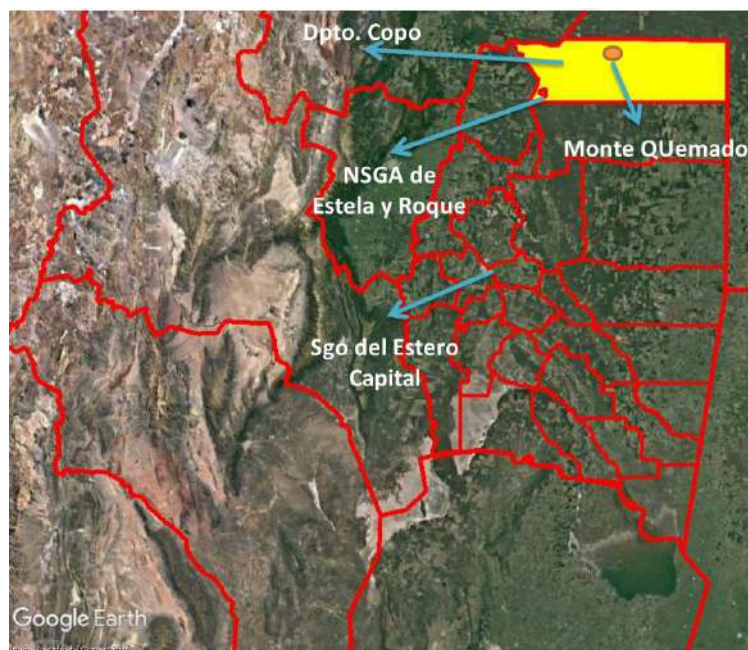 Dpto. Copo
Monte QUemado
NSGA de
Estela y Roque
Sgo del Estero
Capital
Google Earth